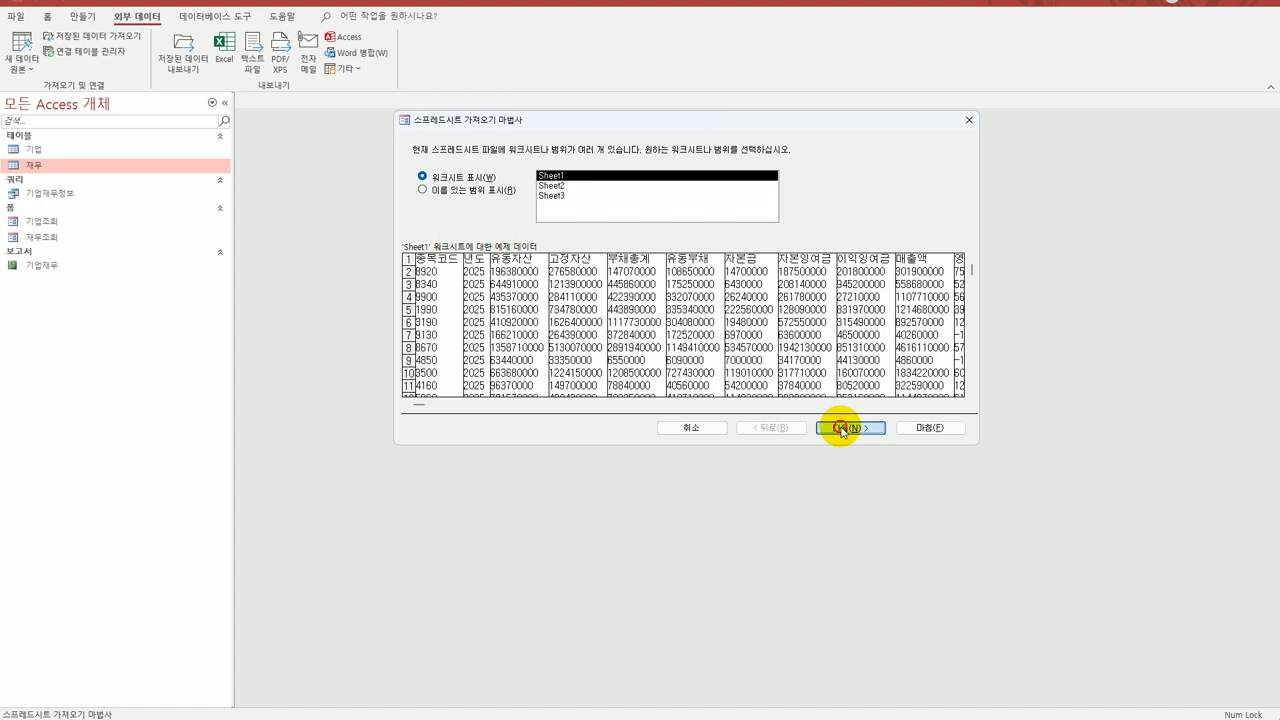 파일 홈 만들기 외부 데이터 데이터베이스 도구 도움말 어떤 작업을 원하시나요?
새 데이터
원본
저장된 데이터 가져오기
연결 테이블 관리자
가져오기 및 연결
저장된 데이터
내보내기
Excel
텍스트
파일
PDF/
XPS
전자
메일
Access
Word 병합(W)
기타
내보내기
모든 Access 개체
검색...
테이블
기업
재무
쿼리
기업재무정보
폼
기업조회
재무조회
보고서
기업재무
스프레드시트 가져오기 마법사
현재 스프레드시트 파일에 워크시트나 범위가 여러 개 있습니다. 원하는 워크시트나 범위를 선택하십시오.
워크시트 표시(W)
이름 있는 범위 표시(R)
Sheet1
Sheet2
Sheet3
'Sheet1' 워크시트에 대한 예제 데이터
1 종목코드 년도 유동자산 고정자산 부채총계 유동부채 자본금 자본잉여금 이익잉여금 매출액 영
2 8920 2025 196380000 276580000 147070000 108650000 14700000 187500000 201800000 301900000 75
3 8340 2025 644910000 1213900000 445860000 175250000 6430000 208140000 945200000 558680000 52
4 9900 2025 435370000 284110000 422390000 332070000 26240000 261780000 27210000 1107710000 56
5 1990 2025 815160000 734780000 443890000 335340000 222560000 128090000 831970000 1214680000 39
6 3190 2025 410920000 1626400000 1117730000 304080000 19480000 572550000 315490000 892570000 12
7 9130 2025 166210000 264390000 372840000 172520000 6970000 63600000 46500000 40260000 -1
8 8670 2025 1358710000 5130070000 2891940000 1149410000 534570000 1942130000 851310000 4616110000 57
9 4850 2025 63440000 33350000 6550000 6090000 7000000 34170000 44130000 4860000 -1
10 3500 2025 663680000 1224150000 1208500000 727430000 119010000 317710000 160070000 1834220000 60
11 4160 2025 96370000 149700000 78840000 40560000 54200000 37840000 80520000 322590000 12
취소 < 뒤로(B) (N) > 마침(F)
스프레드시트 가져오기 마법사 Num Lock